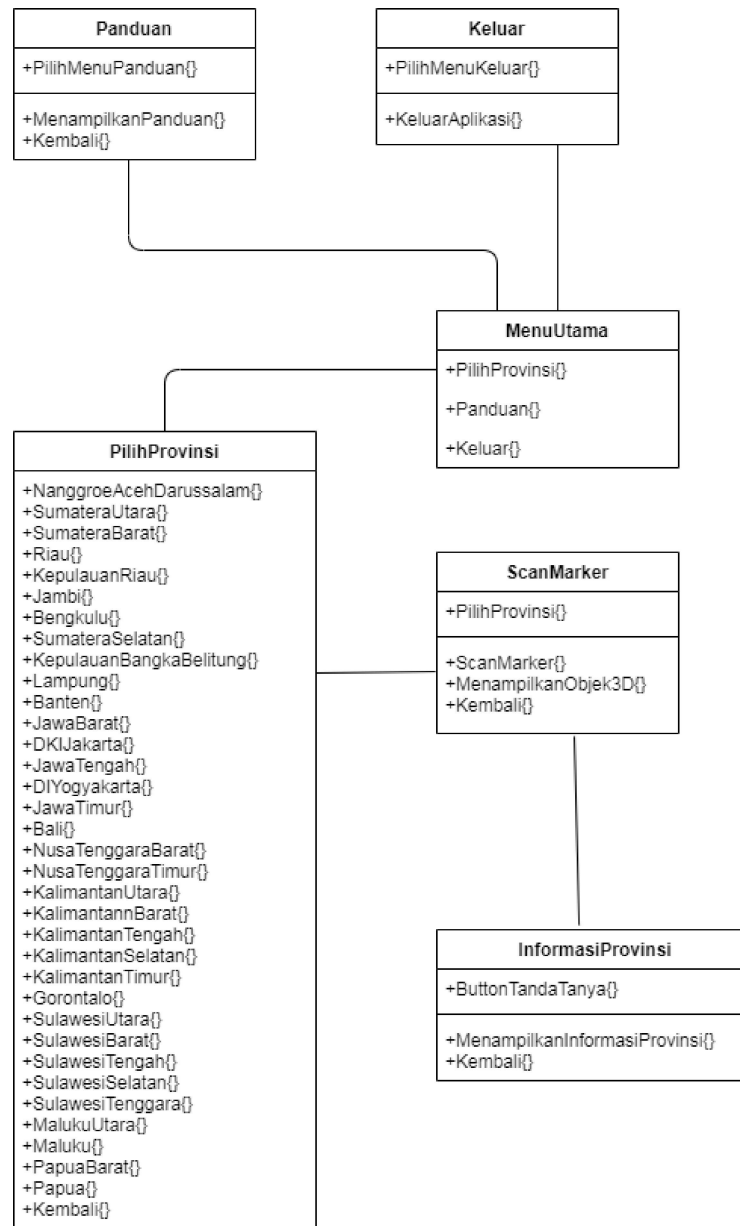 Panduan
+PilihMenuPanduan{}
+MenampilkanPanduan{}
+Kembali{}
Keluar
+PilihMenuKeluar{}
+KeluarAplikasi{}
MenuUtama
+PilihProvinsi{}
+Panduan{}
+Keluar{}
PilihProvinsi
+NanggroeAcehDarussalam{}
+SumateraUtara{}
+SumateraBarat{}
+Riau{}
+KepulauanRiau{}
+Jambi{}
+Bengkulu{}
+SumateraSelatan{}
+KepulauanBangkaBelitung{}
+Lampung{}
+Banten{}
+JawaBarat{}
+DKIJakarta{}
+JawaTengah{}
+DIYogyakarta{}
+JawaTimur{}
+Bali{}
+NusaTenggaraBarat{}
+NusaTenggaraTimur{}
+KalimantanUtara{}
+KalimantannBarat{}
+KalimantanTengah{}
+KalimantanSelatan{}
+KalimantanTimur{}
+Gorontalo{}
+SulawesiUtara{}
+SulawesiBarat{}
+SulawesiTengah{}
+SulawesiSelatan{}
+SulawesiTenggara{}
+MalukuUtara{}
+Maluku{}
+PapuaBarat{}
+Papua{}
+Kembali{}
ScanMarker
+PilihProvinsi{}
+ScanMarker{}
+MenampilkanObjek3D{}
+Kembali{}
InformasiProvinsi
+ButtonTandaTanya{}
+MenampilkanInformasiProvinsi{}
+Kembali{}